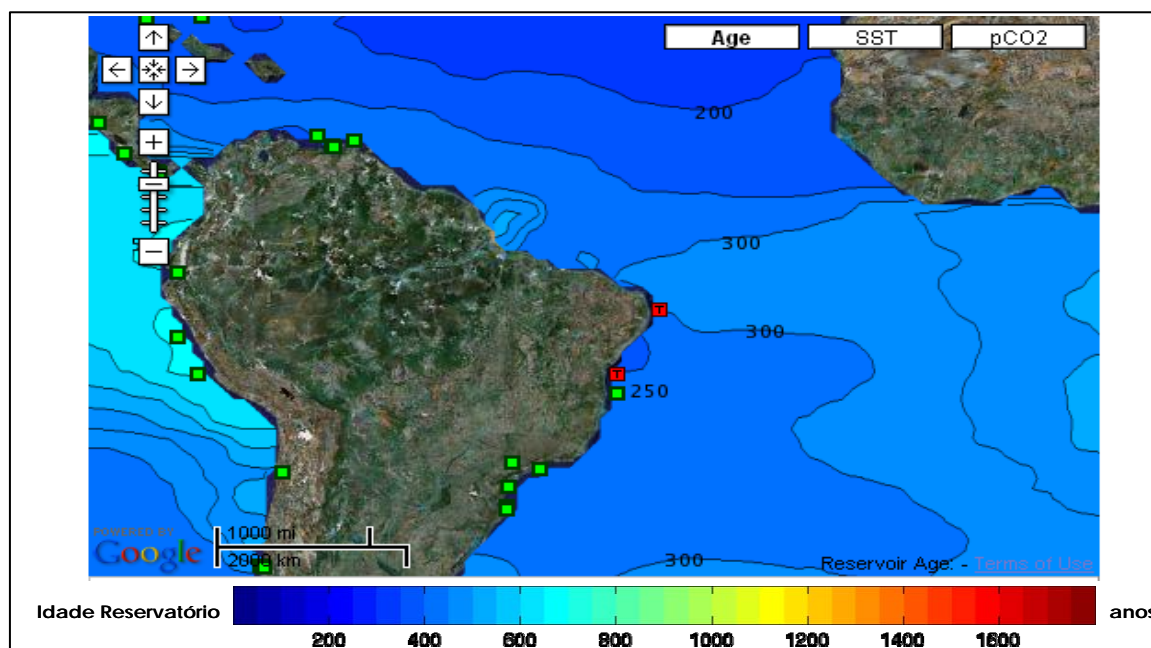 Age SST pCO2
200
300
300
T
T
250
POWERED BY
Google
1000 mi
2000 km
300
Reservoir Age: - Terms of Use
Idade Reservatório
anos
200 400 600 800 1000 1200 1400 1600